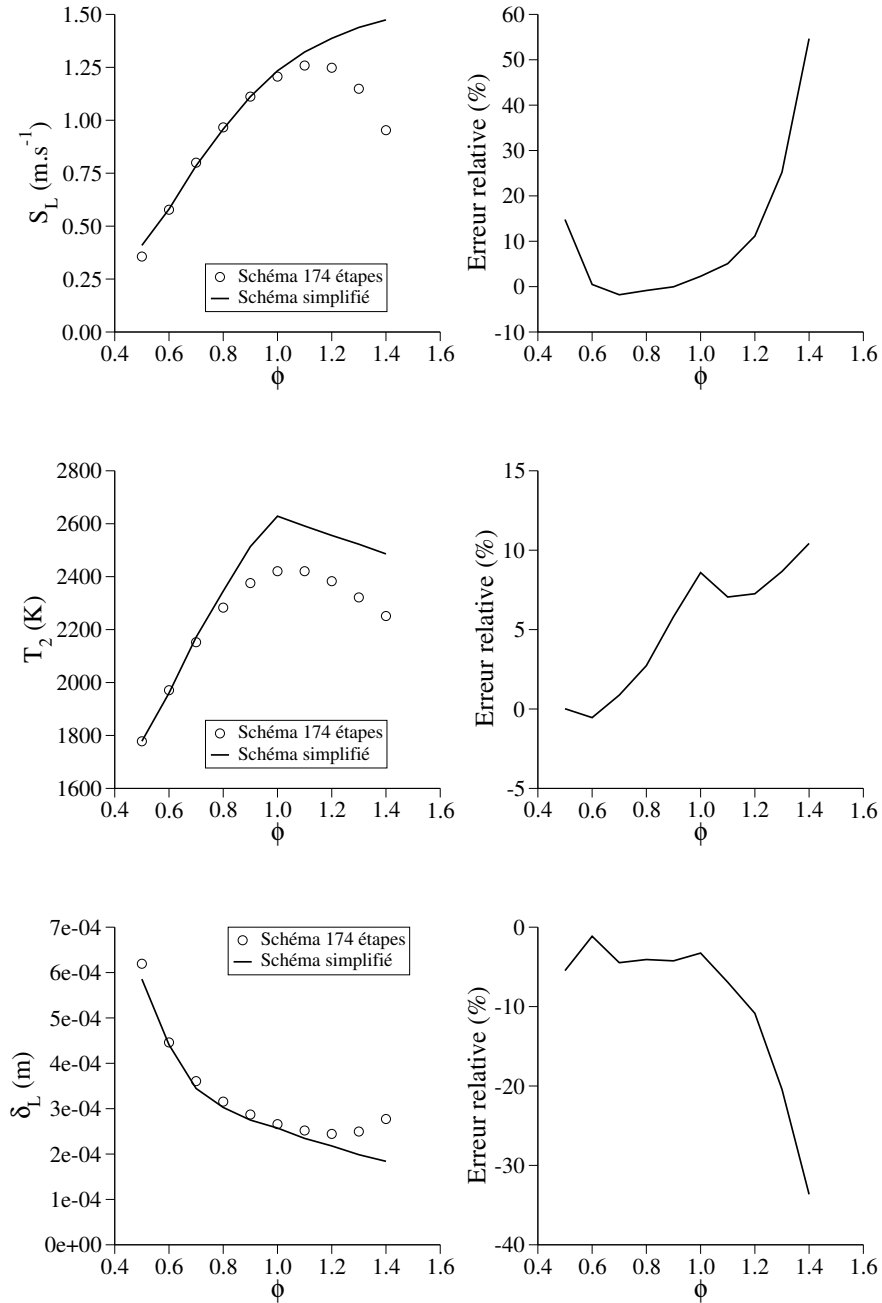 1.50
1.25
1.00
0.75
0.50
0.25
0.00
S_L (m.s^-1)
Schéma 174 étapes
Schéma simplifié
0.4 0.6 0.8 1.0 1.2 1.4 1.6
ϕ
60
50
40
30
20
10
0
-10
Erreur relative (%)
0.4 0.6 0.8 1.0 1.2 1.4 1.6
ϕ
2800
2600
2400
2200
2000
1800
1600
T_2 (K)
Schéma 174 étapes
Schéma simplifié
0.4 0.6 0.8 1.0 1.2 1.4 1.6
ϕ
15
10
5
0
-5
Erreur relative (%)
0.4 0.6 0.8 1.0 1.2 1.4 1.6
ϕ
7e-04
6e-04
5e-04
4e-04
3e-04
2e-04
1e-04
0e+00
δ_L (m)
Schéma 174 étapes
Schéma simplifié
0.4 0.6 0.8 1.0 1.2 1.4 1.6
ϕ
0
-10
-20
-30
-40
Erreur relative (%)
0.4 0.6 0.8 1.0 1.2 1.4 1.6
ϕ